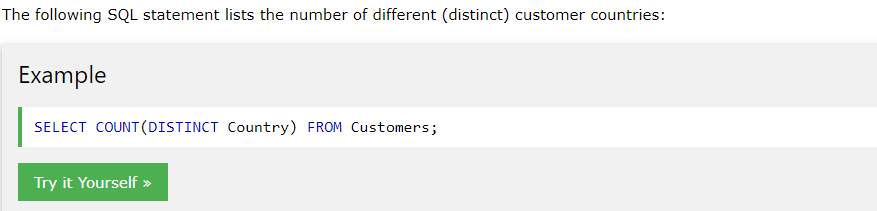 The following SQL statement lists the number of different (distinct) customer countries:
Example
SELECT COUNT(DISTINCT Country) FROM Customers;
Try it Yourself »